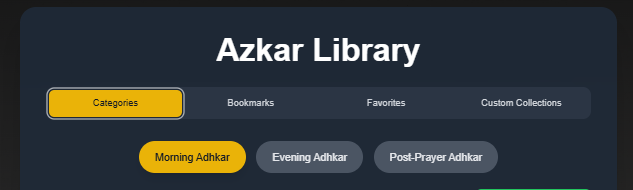 Azkar Library
Categories Bookmarks Favorites Custom Collections
Morning Adhkar Evening Adhkar Post-Prayer Adhkar